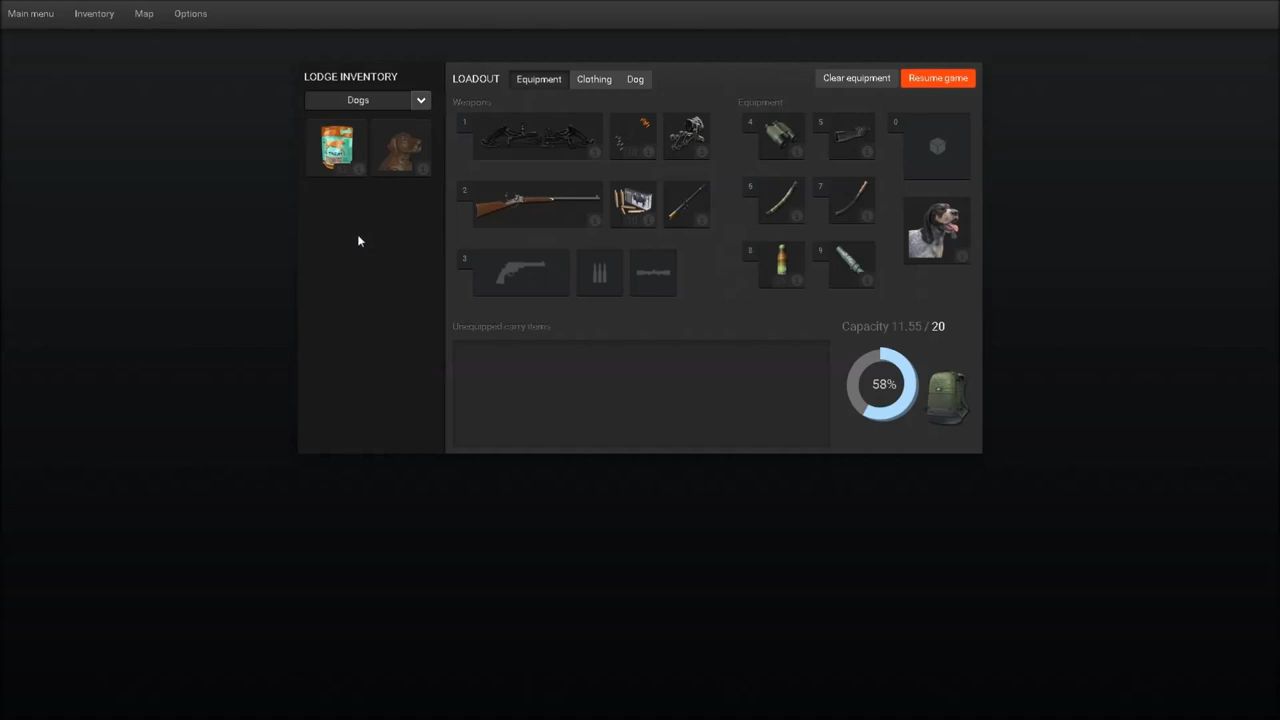 Main menu Inventory Map Options
LODGE INVENTORY
Dogs
LOADOUT Equipment Clothing Dog Clear equipment Resume game
Weapons Equipment
1 4 5 0
2 6 7
3 8 9
Unequipped carry items
Capacity 11.55 / 20
58%